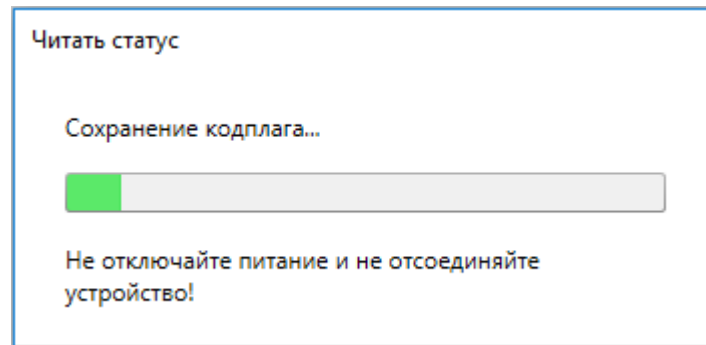 Читать статус
Сохранение кодплага...
Не отключайте питание и не отсоединяйте
устройство!